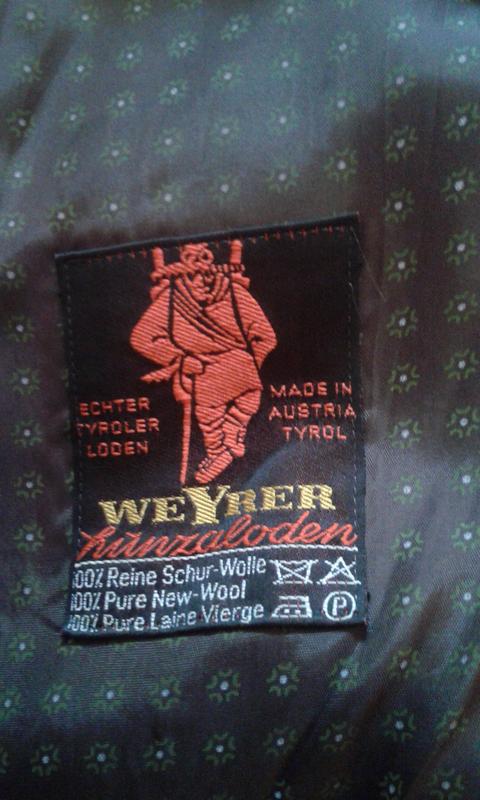 ECHTER
TYROLER
LODEN
MADE IN
AUSTRIA
TYROL
WEYRER
hunzaloden
100% Reine Schur-Wolle
100% Pure New-Wool
100% Pure Laine Vierge
P